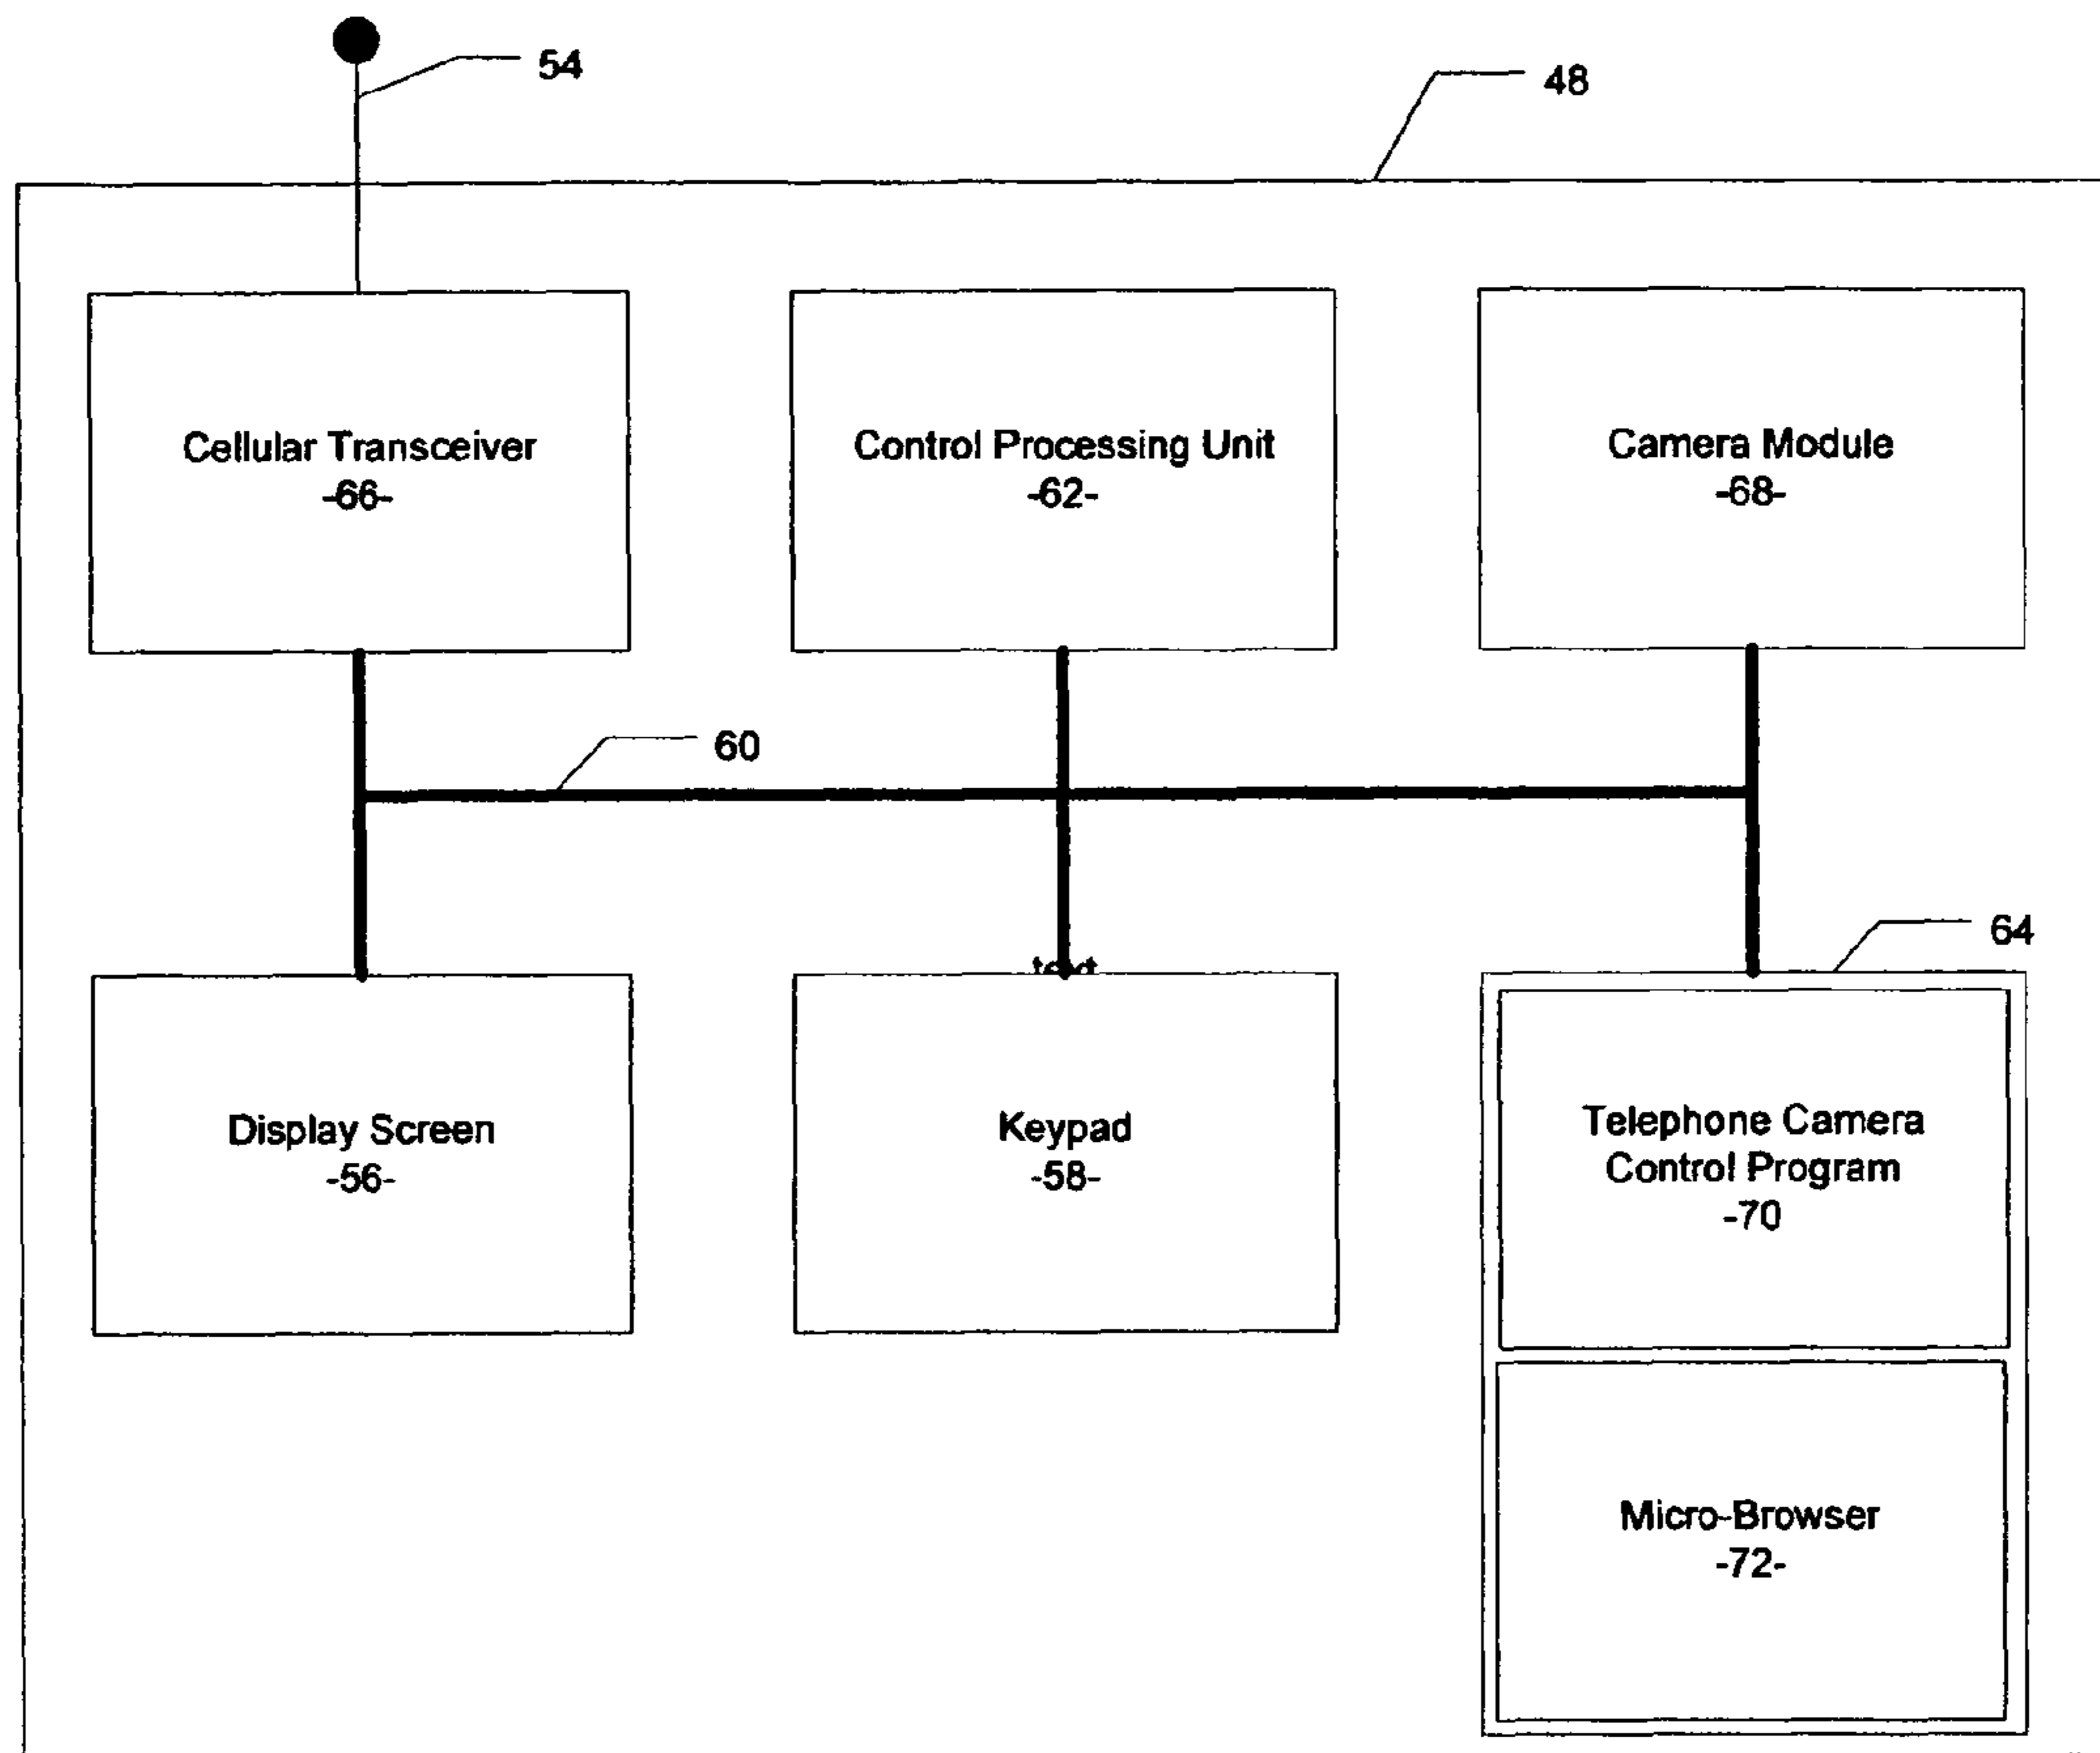 54
48
Cellular Transceiver
-66-
Control Processing Unit
-62-
Camera Module
-68-
60
64
text
Display Screen
-56-
Keypad
-58-
Telephone Camera
Control Program
-70
Micro-Browser
-72-